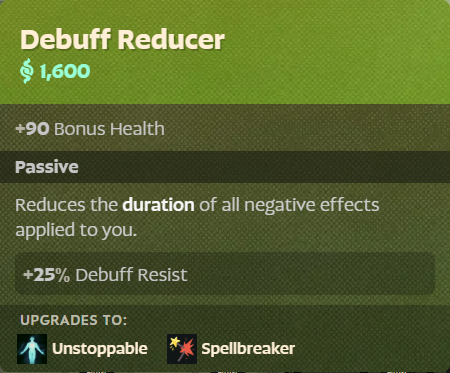 Debuff Reducer
1,600
+90 Bonus Health
Passive
Reduces the duration of all negative effects
applied to you.
+25% Debuff Resist
UPGRADES TO:
Unstoppable Spellbreaker